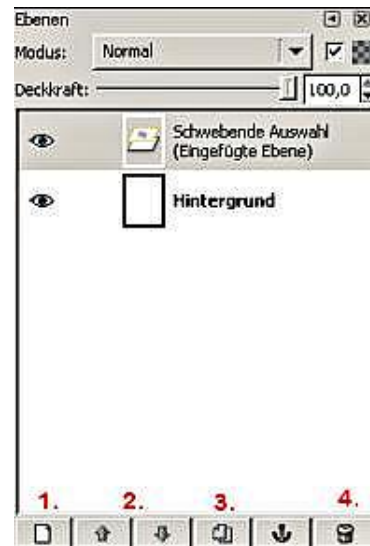 Ebenen
Modus: Normal
Deckkraft: 100,0
Schwebende Auswahl
(Eingefügte Ebene)
Hintergrund
1. 2. 3. 4.